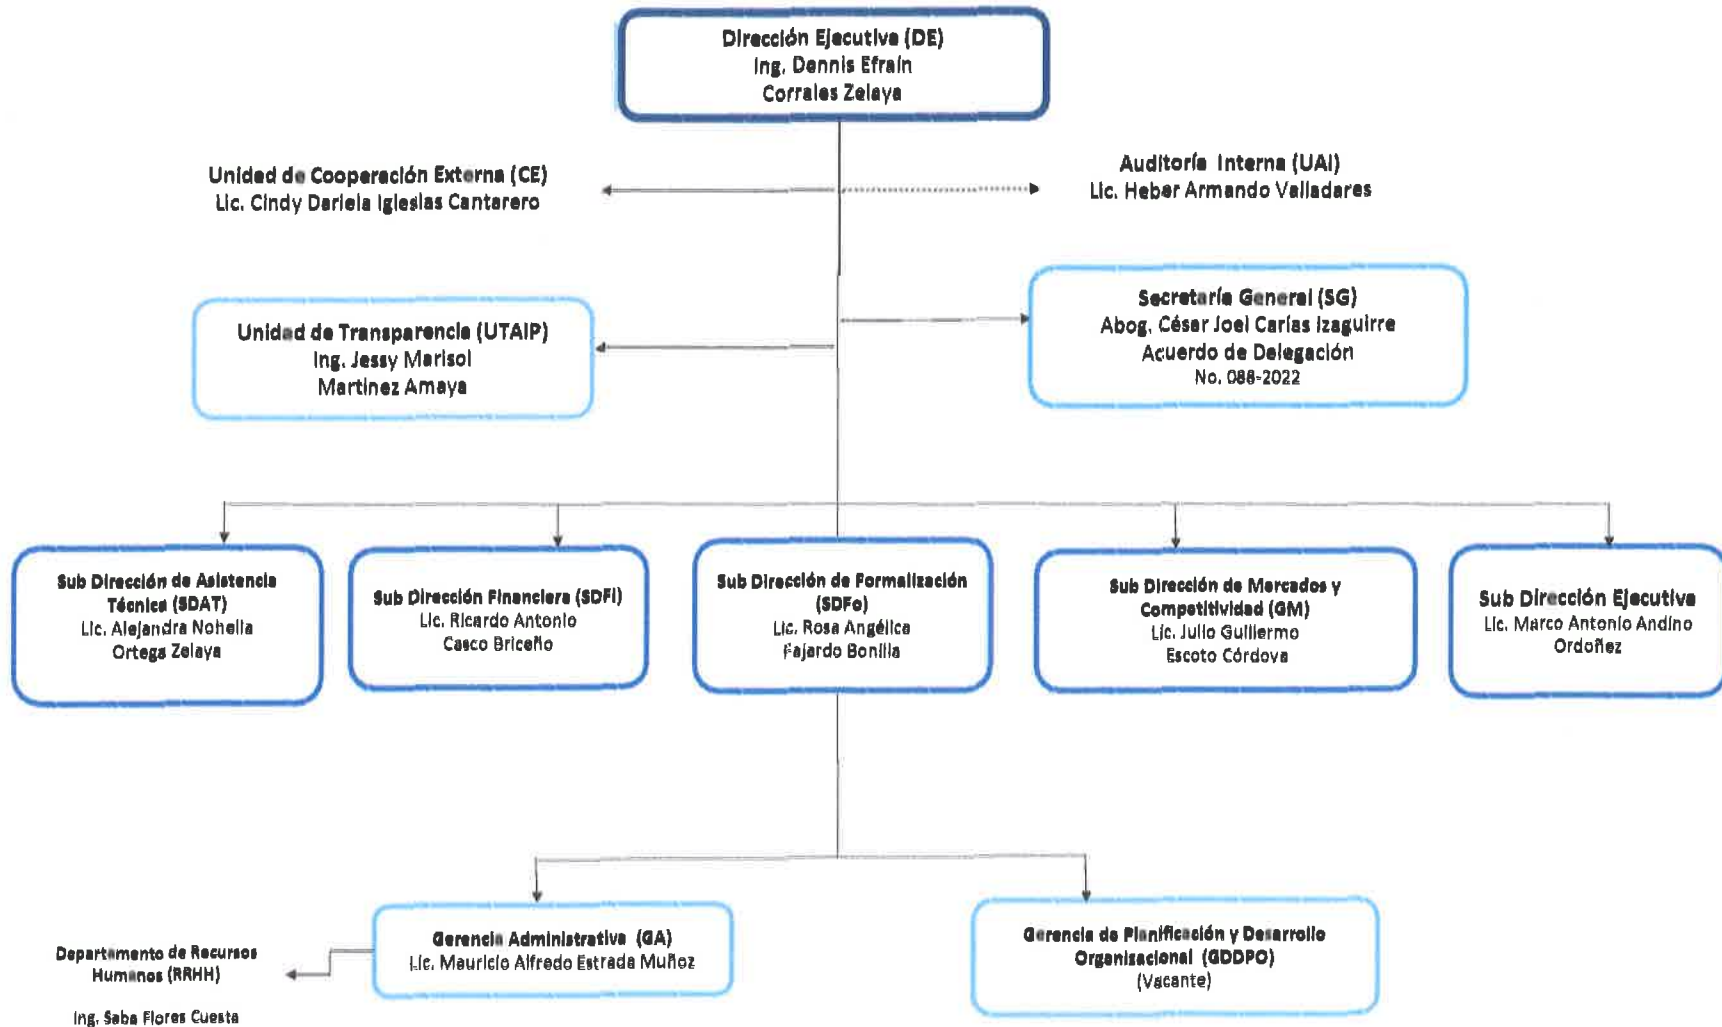 Dirección Ejecutiva (DE)
Ing. Dennis Efraín
Corrales Zelaya
Unidad de Cooperación Externa (CE)
Lic. Cindy Dariela Iglesias Cantarero
Auditoría Interna (UAI)
Lic. Heber Armando Valladares
Unidad de Transparencia (UTAIP)
Ing. Jessy Marisol
Martinez Amaya
Secretaría General (SG)
Abog. César Joel Carías Izaguirre
Acuerdo de Delegación
No. 088-2022
Sub Dirección de Asistencia
Técnica (SDAT)
Lic. Alejandra Nohelia
Ortega Zelaya
Sub Dirección Financiera (SDFi)
Lic. Ricardo Antonio
Casco Briceño
Sub Dirección de Formalización
(SDFo)
Lic. Rosa Angélica
Fajardo Bonilla
Sub Dirección de Mercados y
Competitividad (GM)
Lic. Julio Guillermo
Escoto Córdova
Sub Dirección Ejecutiva
Lic. Marco Antonio Andino
Ordoñez
Gerencia Administrativa (GA)
Lic. Mauricio Alfredo Estrada Muñoz
Gerencia de Planificación y Desarrollo
Organizacional (GDDPO)
(Vacante)
Departamento de Recursos
Humanos (RRHH)
Ing. Saba Flores Cuesta